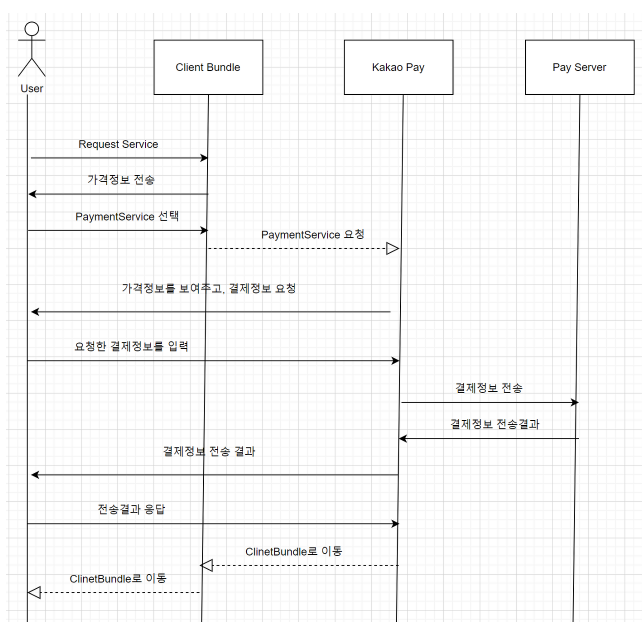 User
Client Bundle
Kakao Pay
Pay Server
Request Service
가격정보 전송
PaymentService 선택
PaymentService 요청
가격정보를 보여주고, 결제정보 요청
요청한 결제정보를 입력
결제정보 전송
결제정보 전송결과
결제정보 전송 결과
전송결과 응답
ClinetBundle로 이동
ClinetBundle로 이동